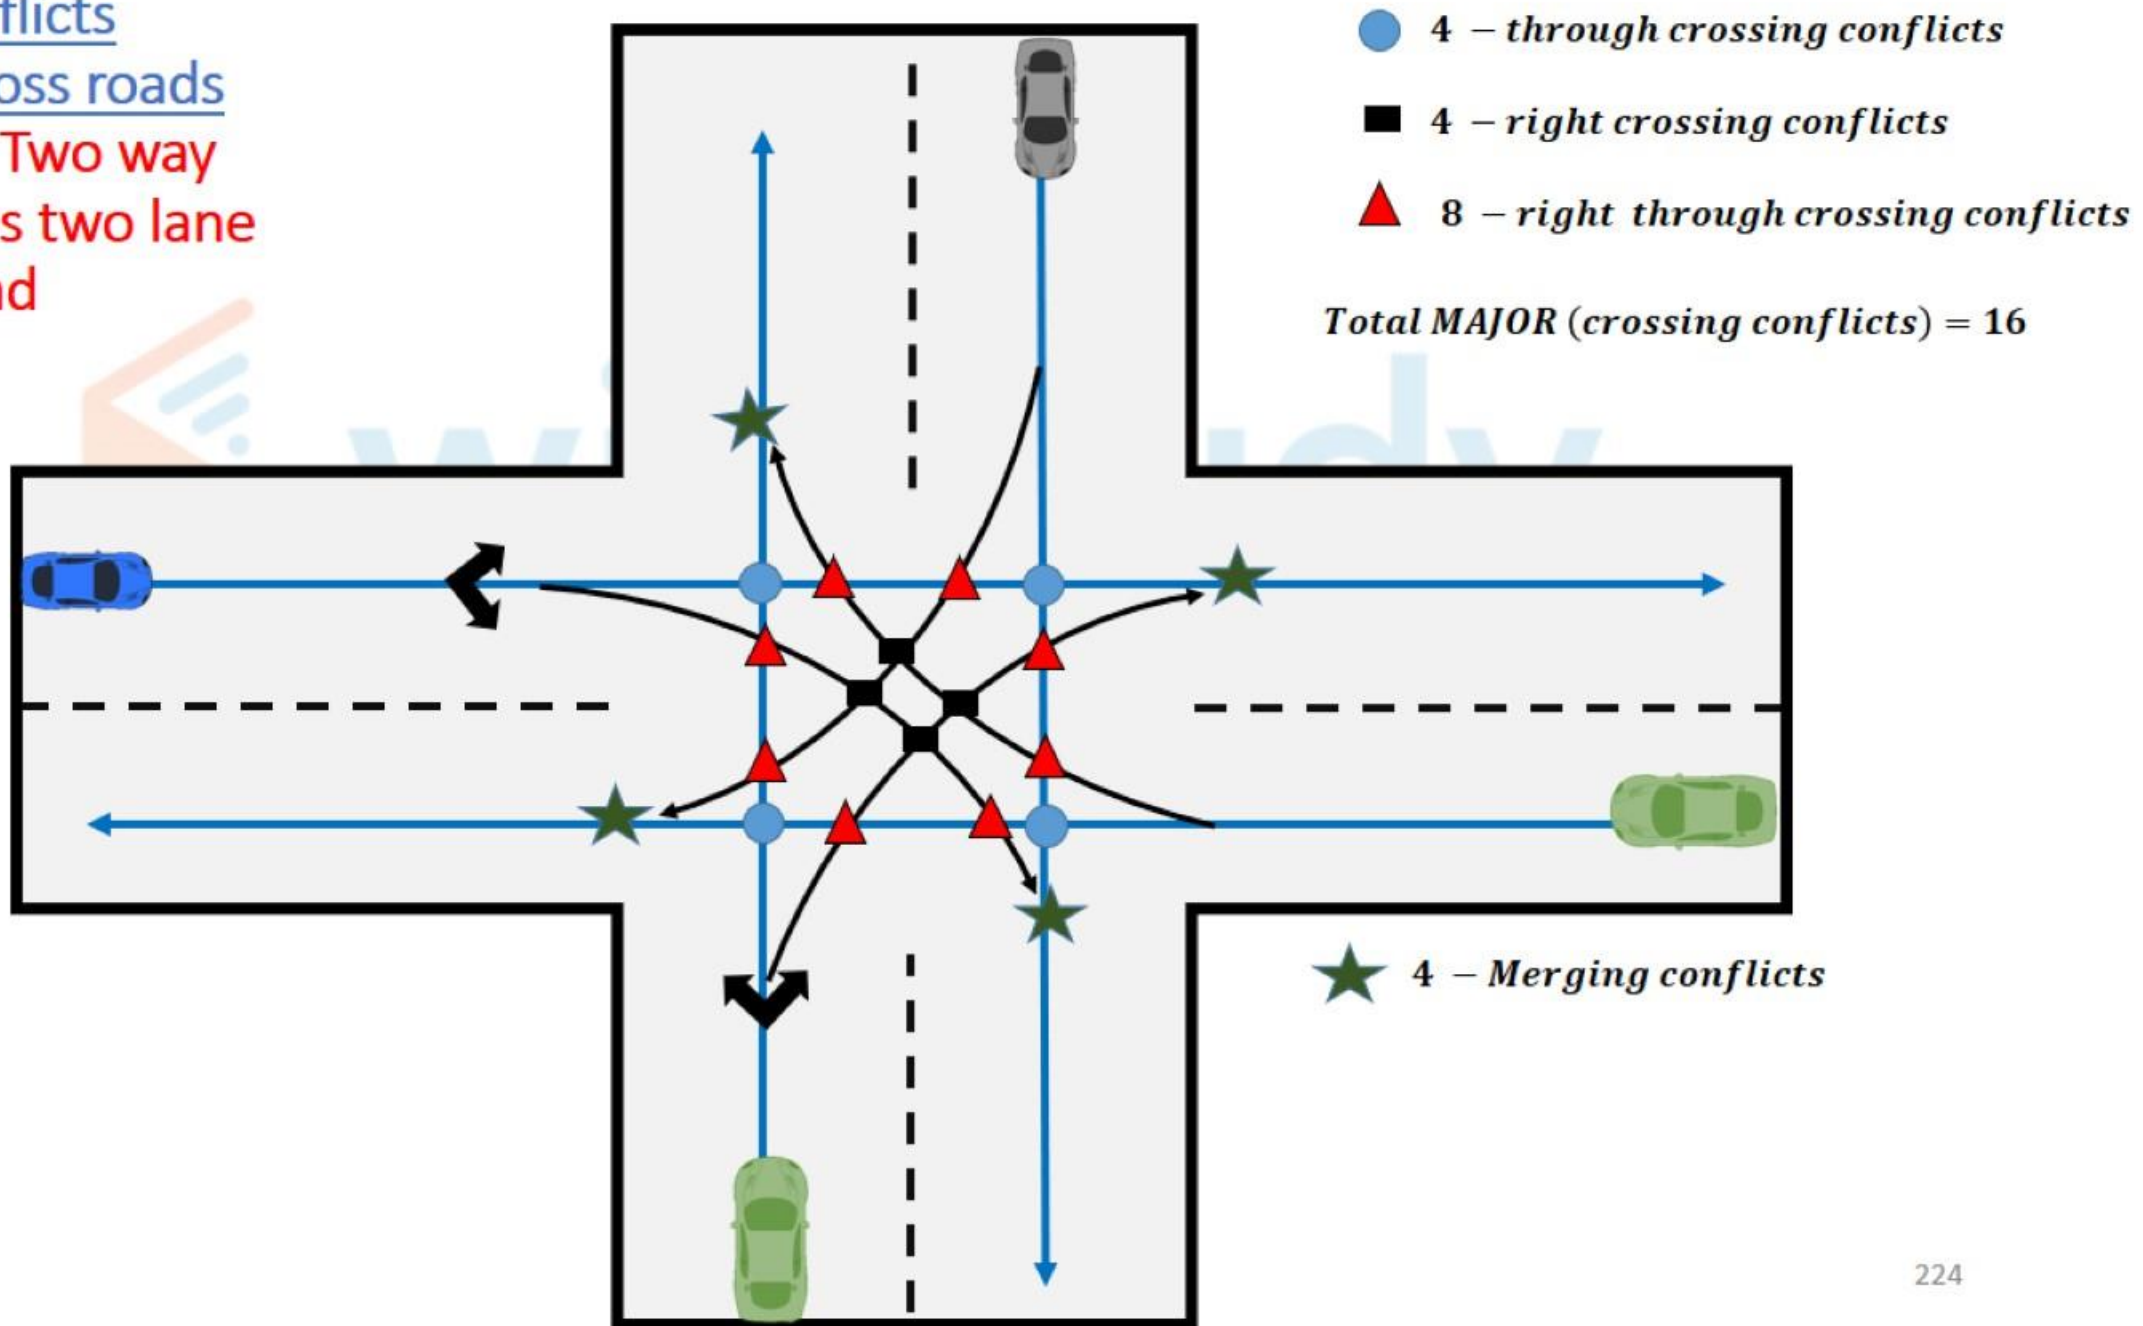 flicts
oss roads
Two way
s two lane
nd
4 – through crossing conflicts
4 – right crossing conflicts
8 – right through crossing conflicts
Total MAJOR (crossing conflicts) = 16
4 – Merging conflicts
224